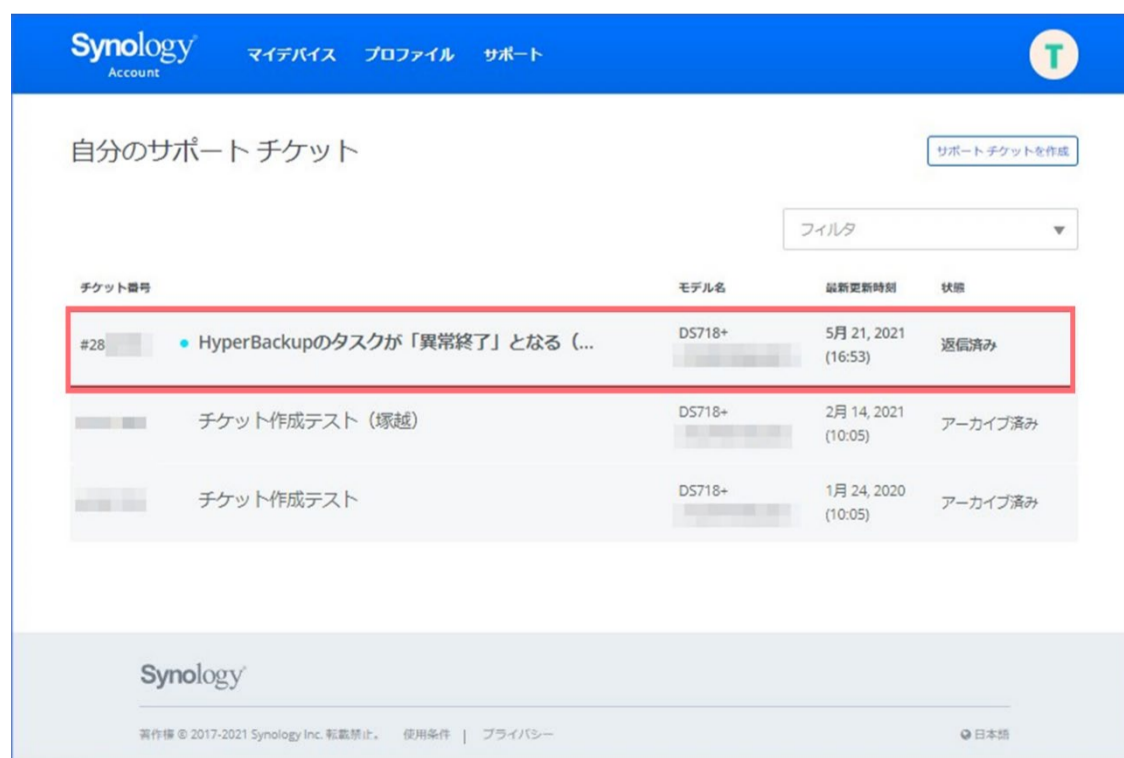 Synology
Account
マイデバイス プロファイル サポート
T
自分のサポート チケット
サポート チケットを作成
フィルタ
チケット番号 モデル名 最新更新時刻 状態
#28 HyperBackupのタスクが「異常終了」となる（... DS718+ 5月 21, 2021 (16:53) 返信済み
チケット作成テスト（塚越） DS718+ 2月 14, 2021 (10:05) アーカイブ済み
チケット作成テスト DS718+ 1月 24, 2020 (10:05) アーカイブ済み
Synology
著作権 © 2017-2021 Synology Inc. 転載禁止。 使用条件 | プライバシー 日本語